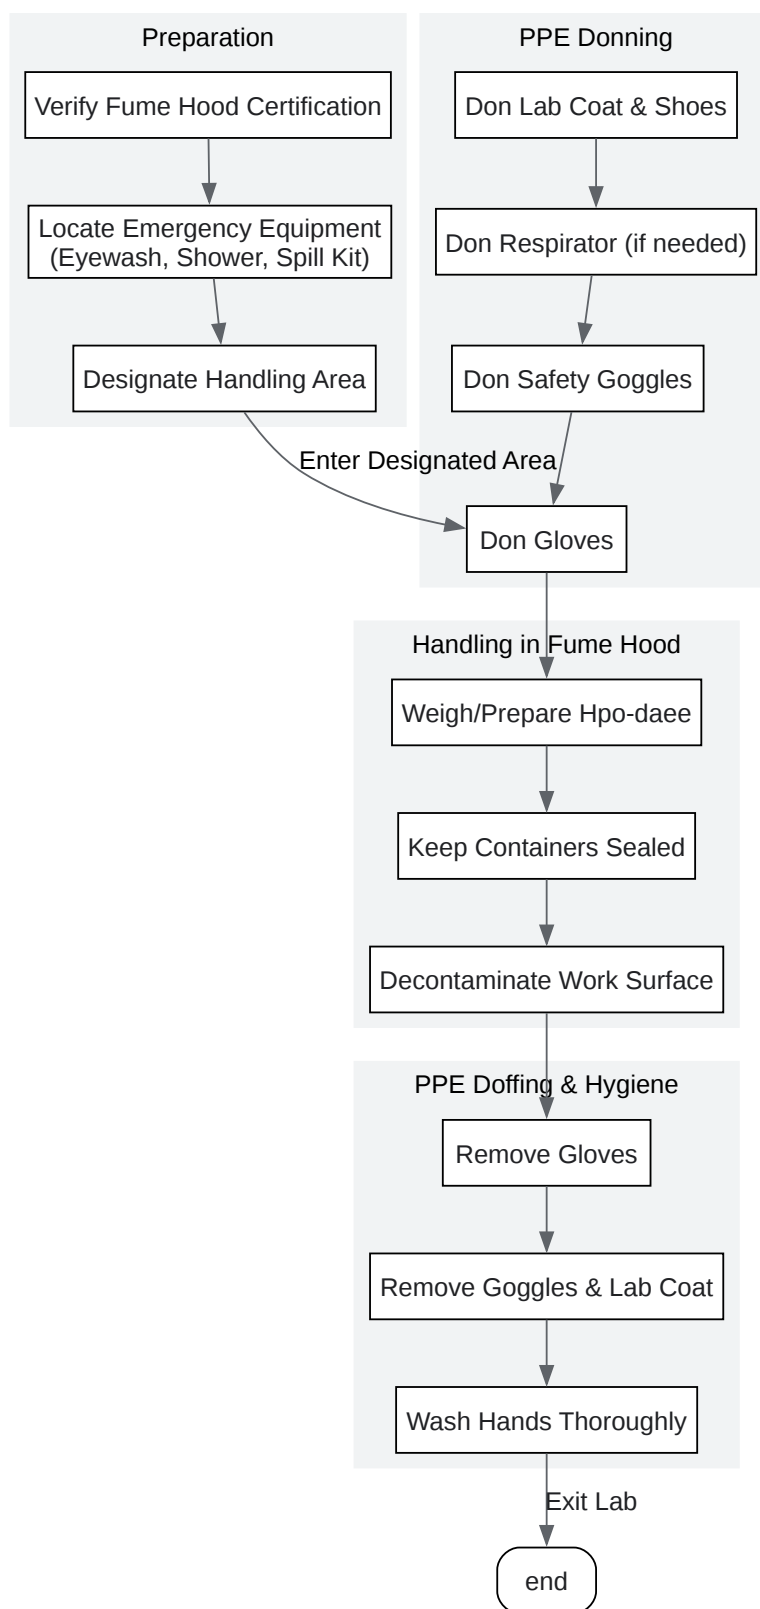 Preparation
Verify Fume Hood Certification
Locate Emergency Equipment
(Eyewash, Shower, Spill Kit)
Designate Handling Area
PPE Donning
Don Lab Coat & Shoes
Don Respirator (if needed)
Don Safety Goggles
Enter Designated Area
Don Gloves
Handling in Fume Hood
Weigh/Prepare Hpo-daee
Keep Containers Sealed
Decontaminate Work Surface
PPE Doffing & Hygiene
Remove Gloves
Remove Goggles & Lab Coat
Wash Hands Thoroughly
Exit Lab
end